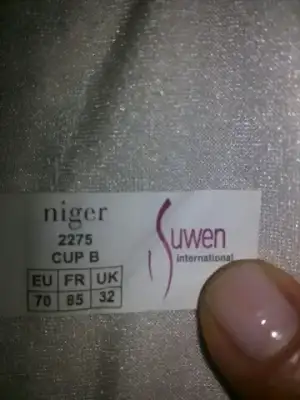 niger
2275
CUP B
EU FR UK
70 85 32
Suwen
international